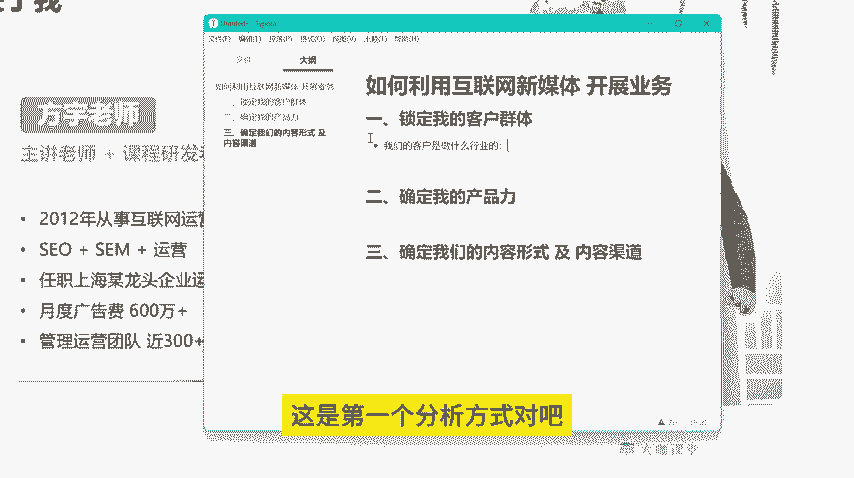 了我
Untitled - Typora
文件(F) 编辑(E) 段落(P) 格式(O) 视图(V) 主题(T) 帮助(H)
文件 大纲
如何利用互联网新媒体 开展业务
一、锁定我的客户群体
二、确定我的产品力
三、确定我们的内容形式 及
内容渠道
如何利用互联网新媒体 开展业务
一、锁定我的客户群体
• 我们的客户是做什么行业的：
二、确定我的产品力
三、确定我们的内容形式 及 内容渠道
主讲老师 + 课程研发
• 2012年从事互联网运
• SEO + SEM + 运营
• 任职上海某龙头企业运
• 月度广告费 600万+
• 管理运营团队 近300+
这是第一个分析方式对吧